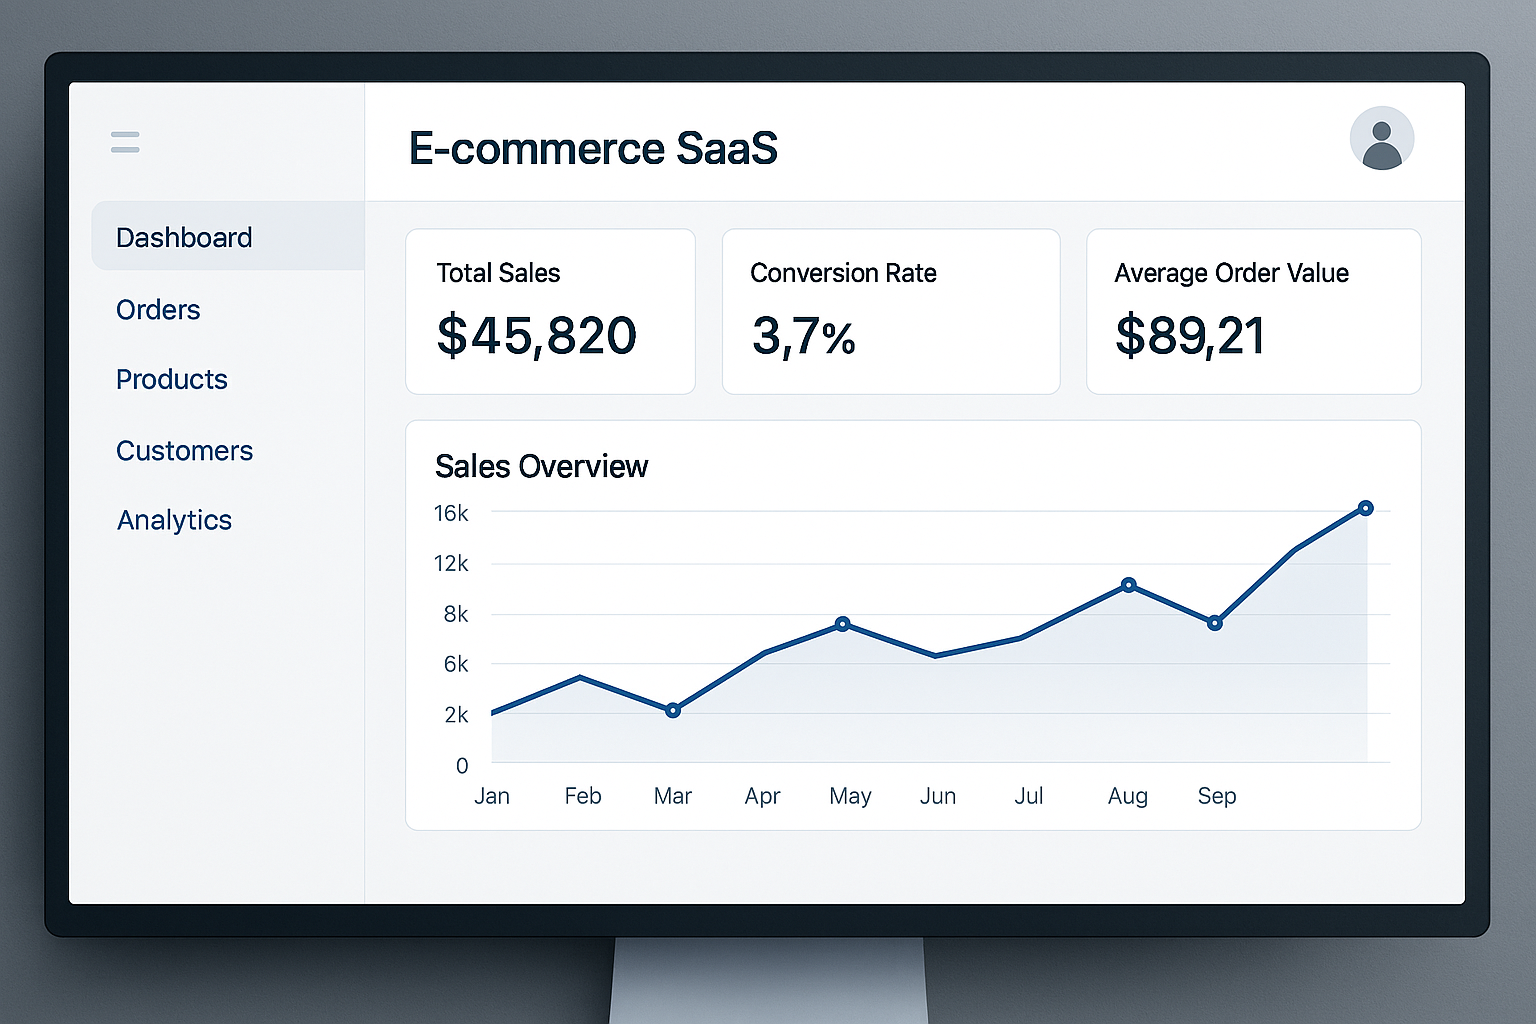 E-commerce SaaS
Dashboard
Orders
Products
Customers
Analytics
Total Sales
$45,820
Conversion Rate
3,7%
Average Order Value
$89,21
Sales Overview
16k
12k
8k
6k
2k
0
Jan Feb Mar Apr May Jun Jul Aug Sep